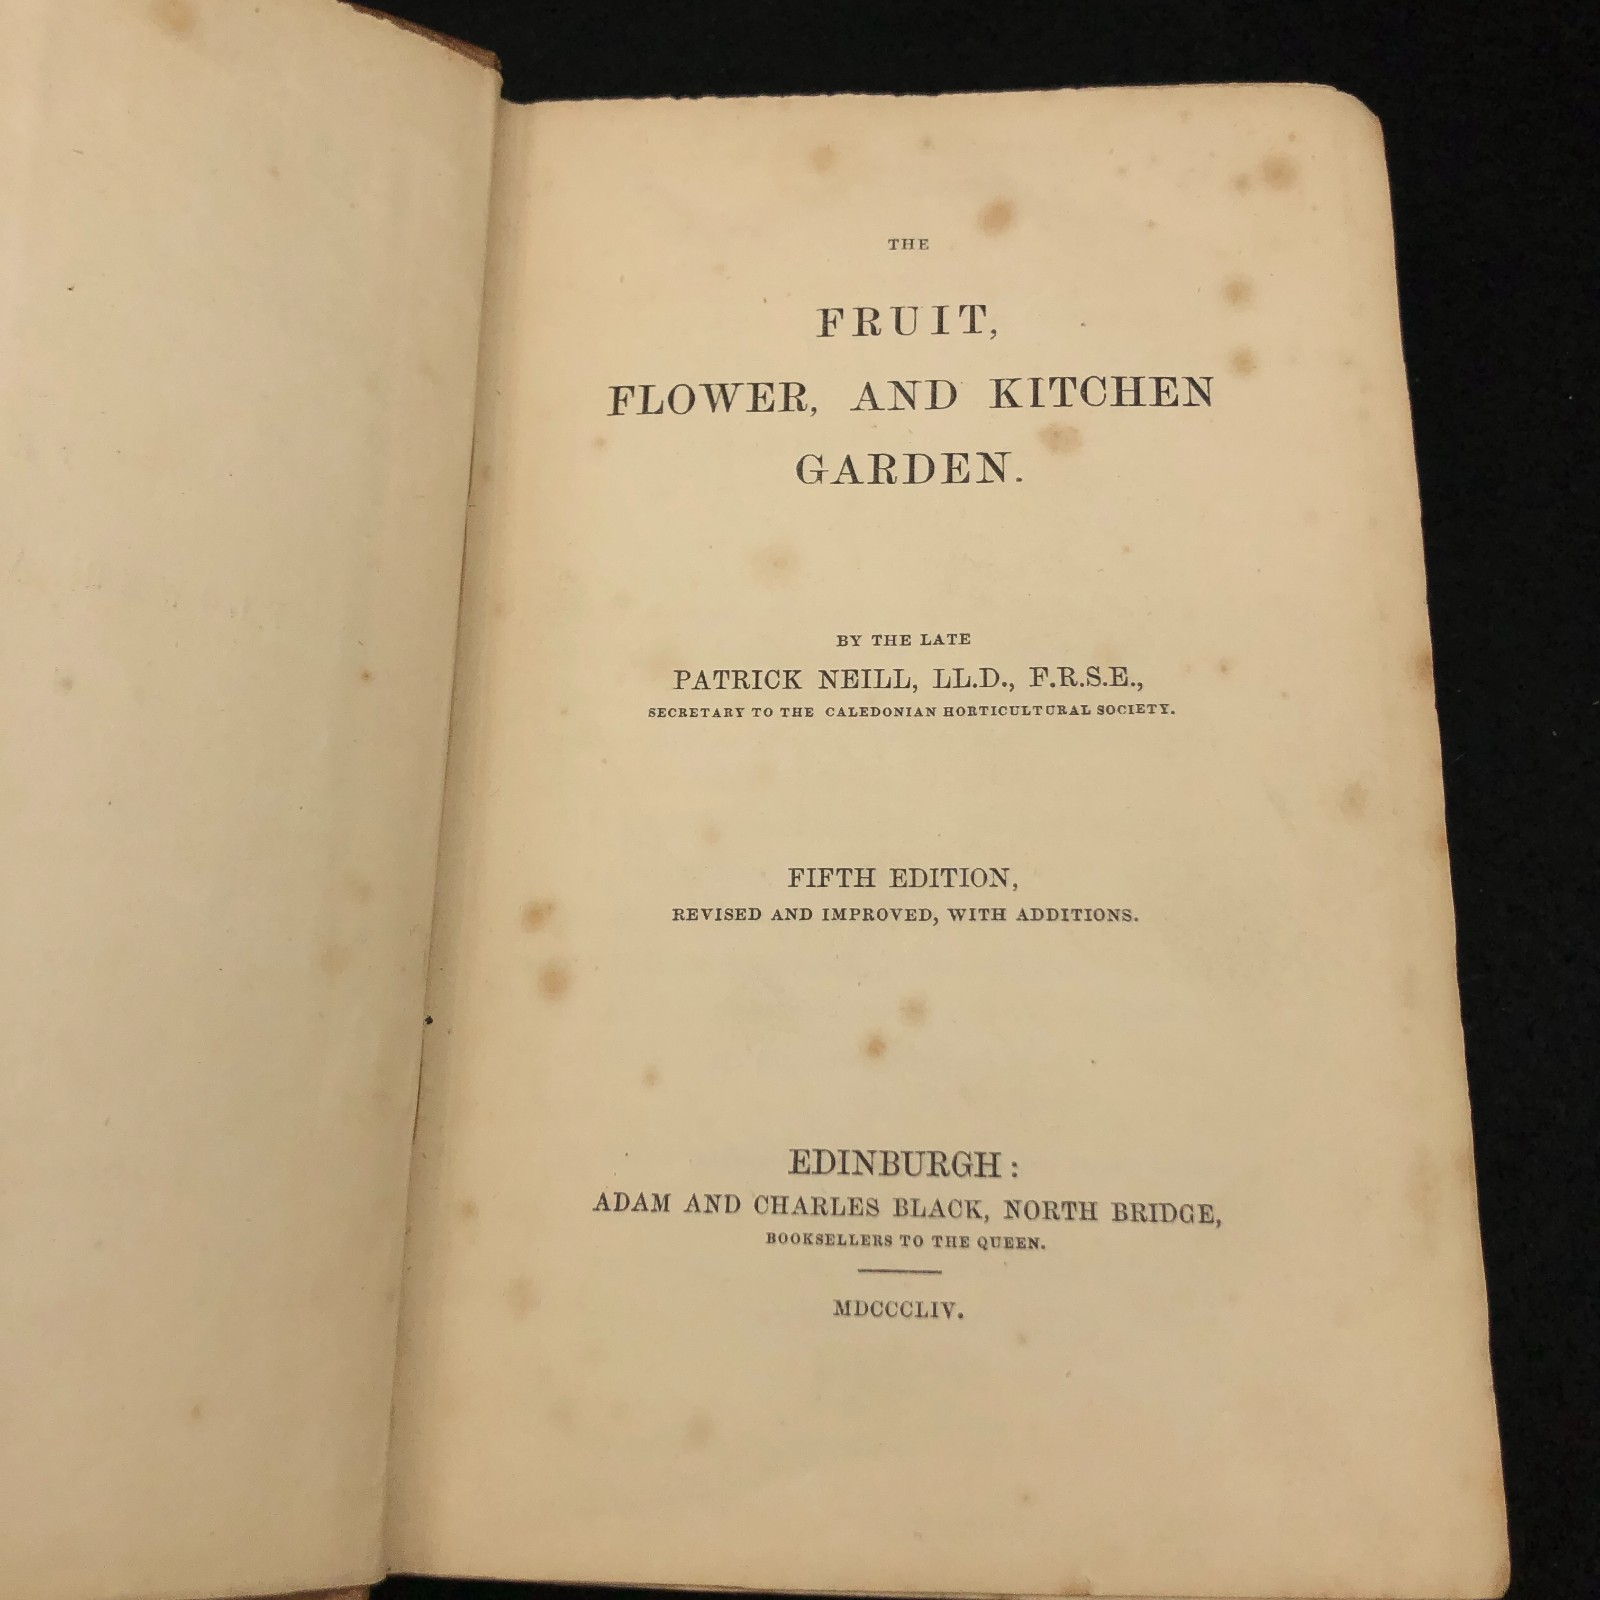 THE
FRUIT,
FLOWER, AND KITCHEN
GARDEN.
BY THE LATE
PATRICK NEILL, LL.D., F.R.S.E.,
SECRETARY TO THE CALEDONIAN HORTICULTURAL SOCIETY.
FIFTH EDITION,
REVISED AND IMPROVED, WITH ADDITIONS.
EDINBURGH:
ADAM AND CHARLES BLACK, NORTH BRIDGE,
BOOKSELLERS TO THE QUEEN.
MDCCCLIV.